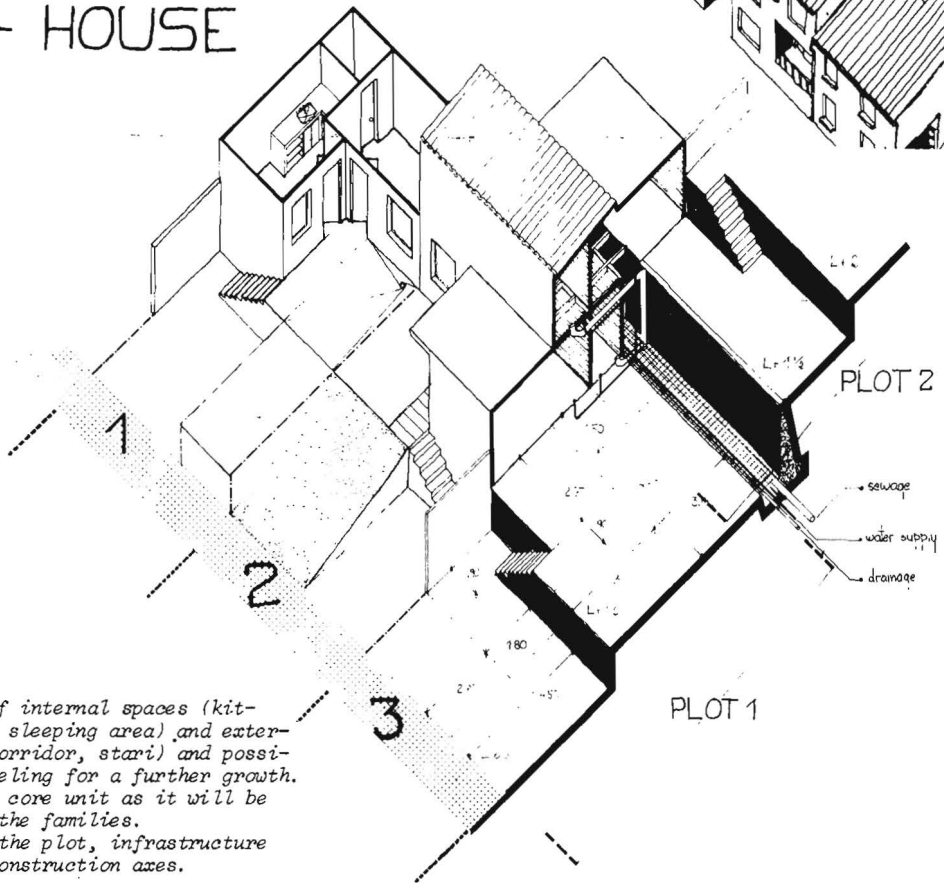 HOUSE
L+2
PLOT 2
1
sewage
water supply
drainage
2
180
PLOT 1
3
f internal spaces (kit-
sleeping area) and exter-
orridor, stari) and possi-
eling for a further growth.
core unit as it will be
the families.
the plot, infrastructure
onstruction axes.